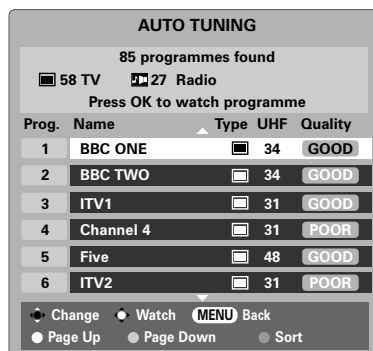 AUTO TUNING
85 programmes found
58 TV 27 Radio
Press OK to watch programme
Prog. Name Type UHF Quality
1 BBC ONE 34 GOOD
2 BBC TWO 34 GOOD
3 ITV1 31 GOOD
4 Channel 4 31 POOR
5 Five 48 GOOD
6 ITV2 31 POOR
Change Watch MENU Back
Page Up Page Down Sort